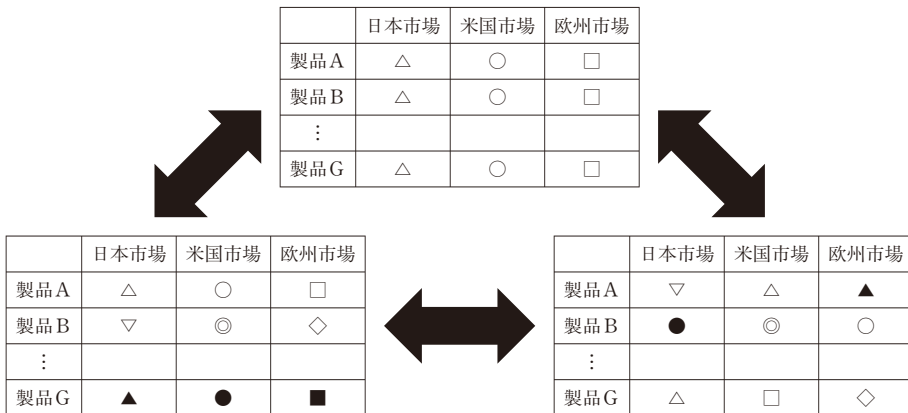 日本市場 米国市場 欧州市場
製品A △ ○ □
製品B △ ○ □
⋮
製品G △ ○ □
日本市場 米国市場 欧州市場
製品A △ ○ □
製品B ▽ ◎ ◇
⋮
製品G ▲ ● ■
日本市場 米国市場 欧州市場
製品A ▽ △ ▲
製品B ● ◎ ○
⋮
製品G △ □ ◇